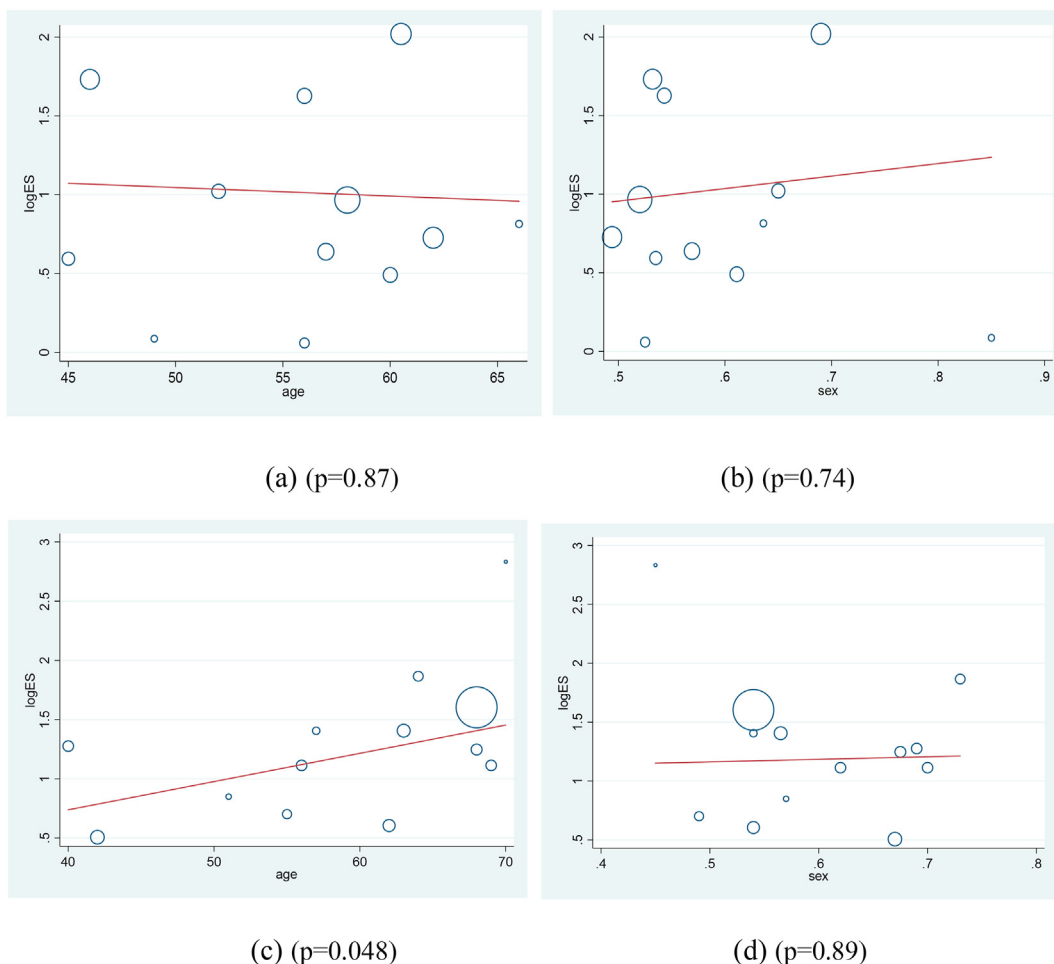 2
1.5
1
.5
0
logES
45 50 55 60 65
age
2
1.5
1
.5
0
logES
.5 .6 .7 .8 .9
sex
(a) (p=0.87)
(b) (p=0.74)
3
2.5
2
1.5
1
.5
logES
40 50 60 70
age
3
2.5
2
1.5
1
.5
logES
.4 .5 .6 .7 .8
sex
(c) (p=0.048)
(d) (p=0.89)